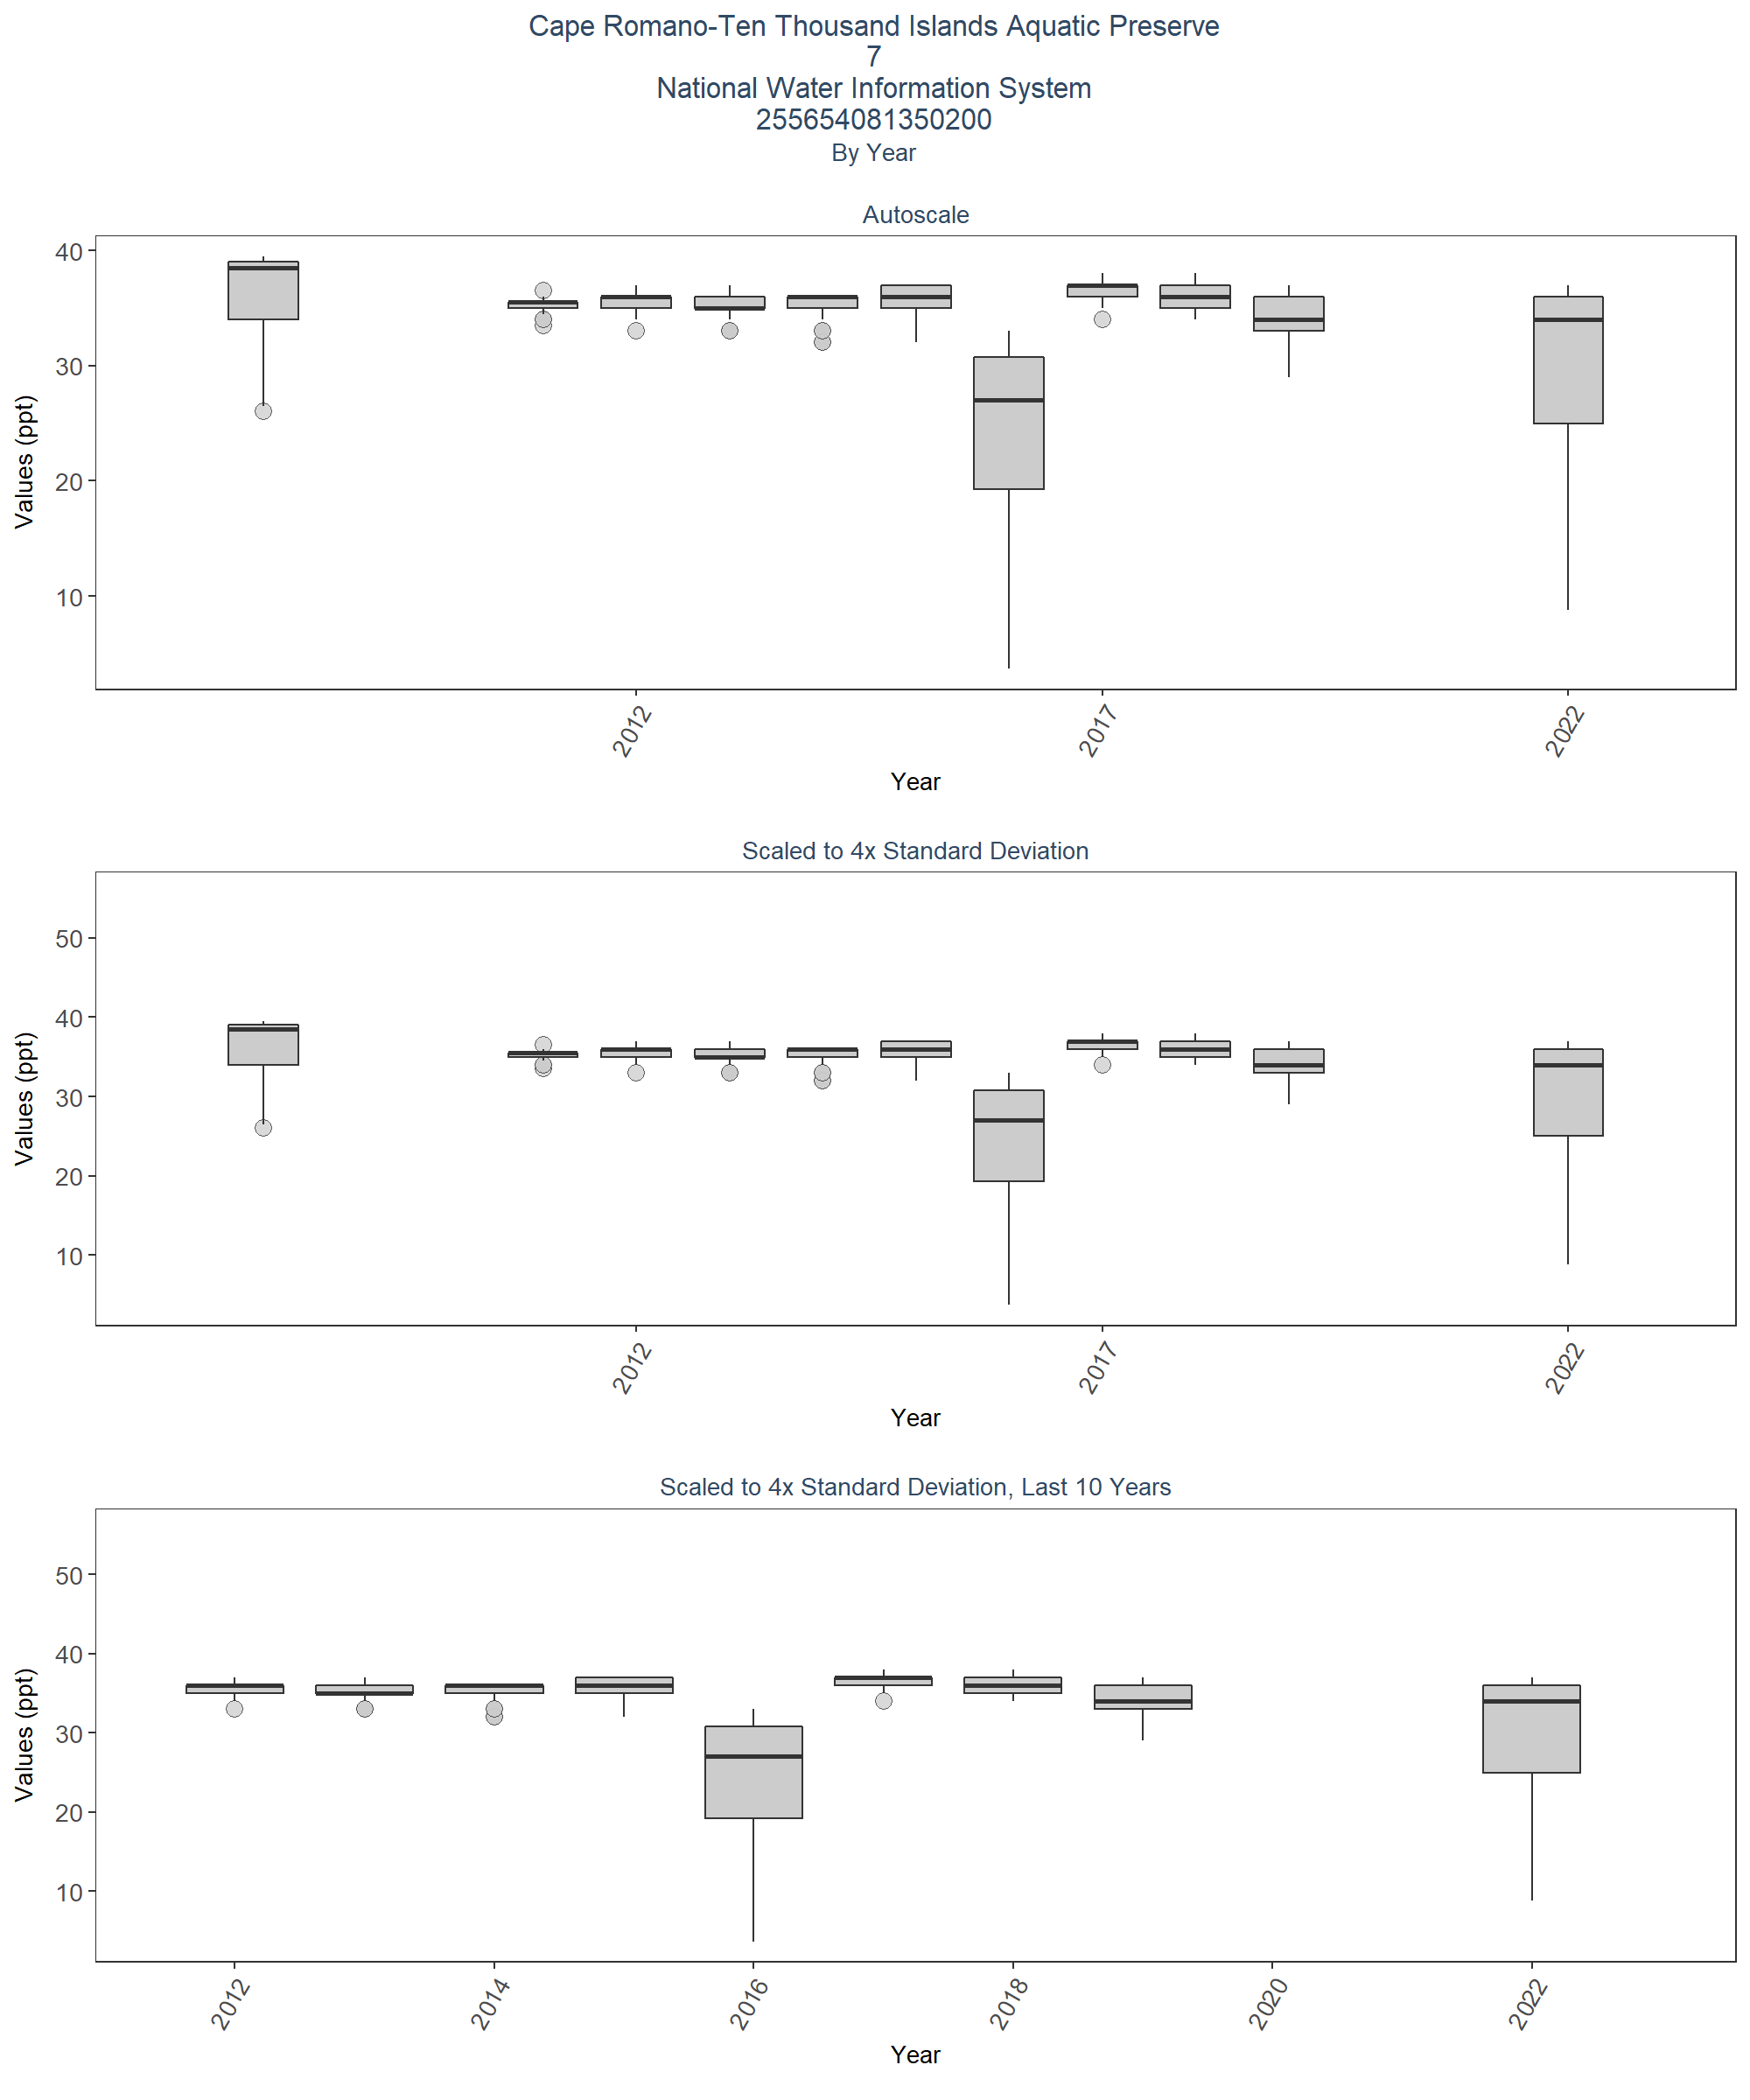 Cape Romano-Ten Thousand Islands Aquatic Preserve
7
National Water Information System
255654081350200
By Year
Autoscale
Values (ppt)
40
30
20
10
2012 2017 2022
Year
Scaled to 4x Standard Deviation
Values (ppt)
50
40
30
20
10
2012 2017 2022
Year
Scaled to 4x Standard Deviation, Last 10 Years
Values (ppt)
50
40
30
20
10
2012 2014 2016 2018 2020 2022
Year